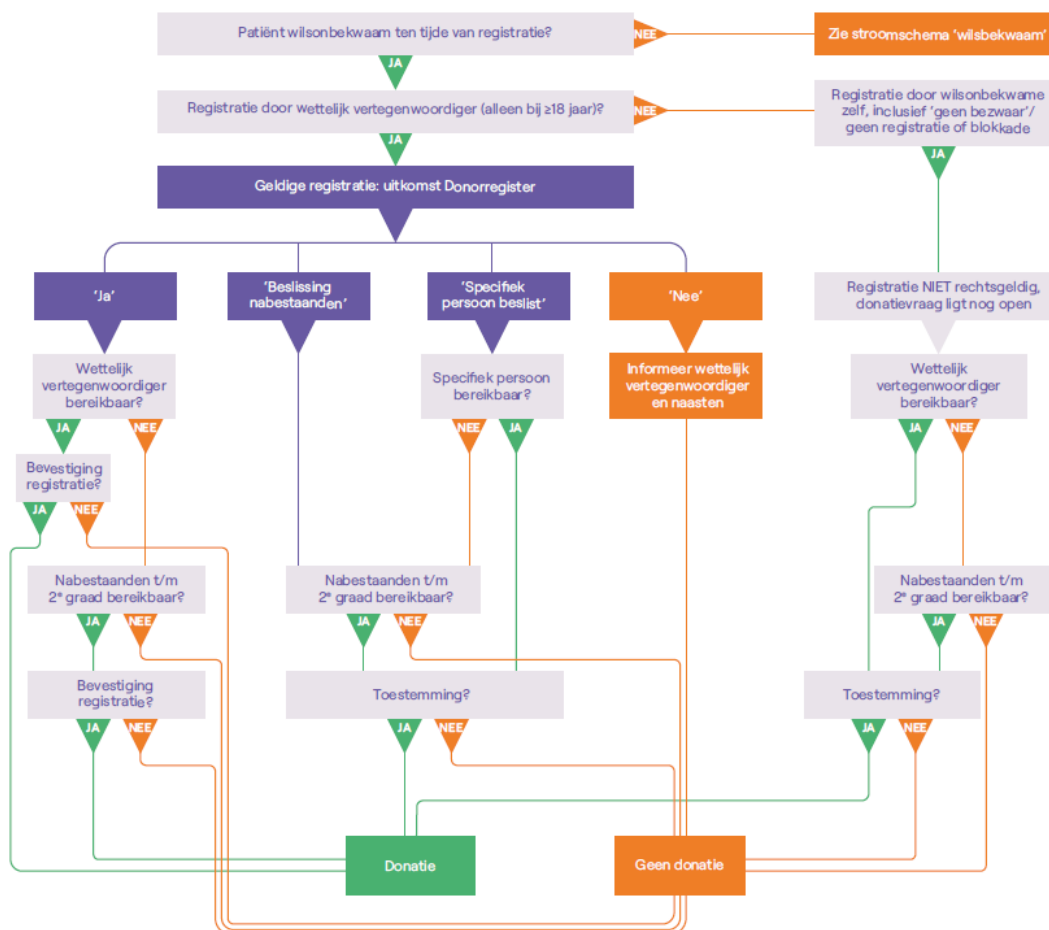 Patiënt wilsonbekwaam ten tijde van registratie?
NEE
Zie stroomschema 'wilsbekwaam'
JA
Registratie door wettelijk vertegenwoordiger (alleen bij ≥18 jaar)?
NEE
Registratie door wilsonbekwame
zelf, inclusief 'geen bezwaar'/
geen registratie of blokkade
JA
JA
Geldige registratie: uitkomst Donorregister
'Ja'
'Beslissing
nabestaanden'
'Specifiek
persoon beslist'
'Nee'
Registratie NIET rechtsgeldig,
donatievraag ligt nog open
Wettelijk
vertegenwoordiger
bereikbaar?
Specifiek persoon
bereikbaar?
Informeer wettelijk
vertegenwoordiger
en naasten
Wettelijk
vertegenwoordiger
bereikbaar?
JA
NEE
NEE
JA
JA
NEE
Bevestiging
registratie?
JA
NEE
Nabestaanden t/m
2e graad bereikbaar?
Nabestaanden t/m
2e graad bereikbaar?
Nabestaanden t/m
2e graad bereikbaar?
JA
NEE
JA
NEE
JA
NEE
Bevestiging
registratie?
Toestemming?
Toestemming?
JA
NEE
JA
NEE
JA
NEE
Donatie
Geen donatie